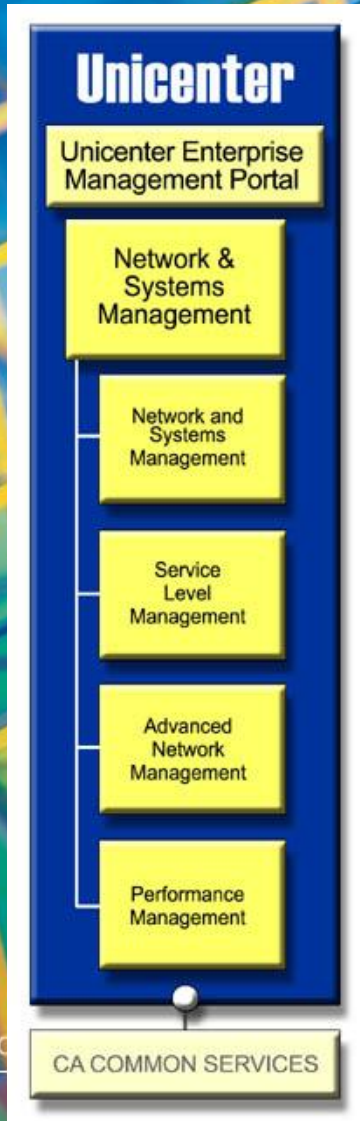 Unicenter
Unicenter Enterprise
Management Portal
Network &
Systems
Management
Network and
Systems
Management
Service
Level
Management
Advanced
Network
Management
Performance
Management
CA COMMON SERVICES